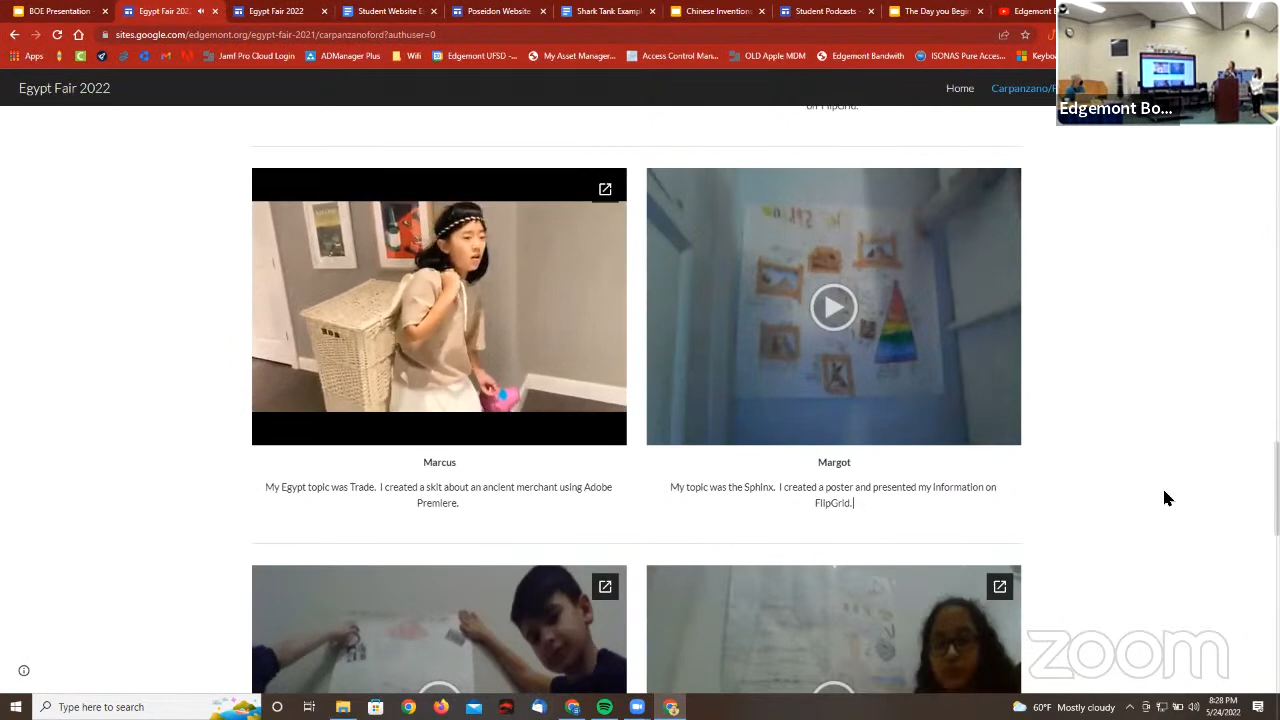 BOE Presentation
Egypt Fair 202
Egypt Fair 2022
Student Website E
Poseidon Website
Shark Tank Example
Chinese Inventions
Student Podcasts -
The Day you Begin
Edgemont B
sites.google.com/edgemont.org/egypt-fair-2021/carpanzanoford?authuser=0
Apps
Jamf Pro Cloud Login
ADManager Plus
Wifi
Edgemont UFSD -...
My Asset Manager...
Access Control Man...
OLD Apple MDM
Edgemont Bandwith
ISONAS Pure Acces...
Keybo
Egypt Fair 2022
Home
Carpanzano/F
Edgemont Bo...
on FlipGrid.
Marcus
My Egypt topic was Trade. I created a skit about an ancient merchant using Adobe
Premiere.
Margot
My topic was the Sphinx. I created a poster and presented my information on
FlipGrid.
zoom
Type here to search
60°F Mostly cloudy
8:28 PM
5/24/2022